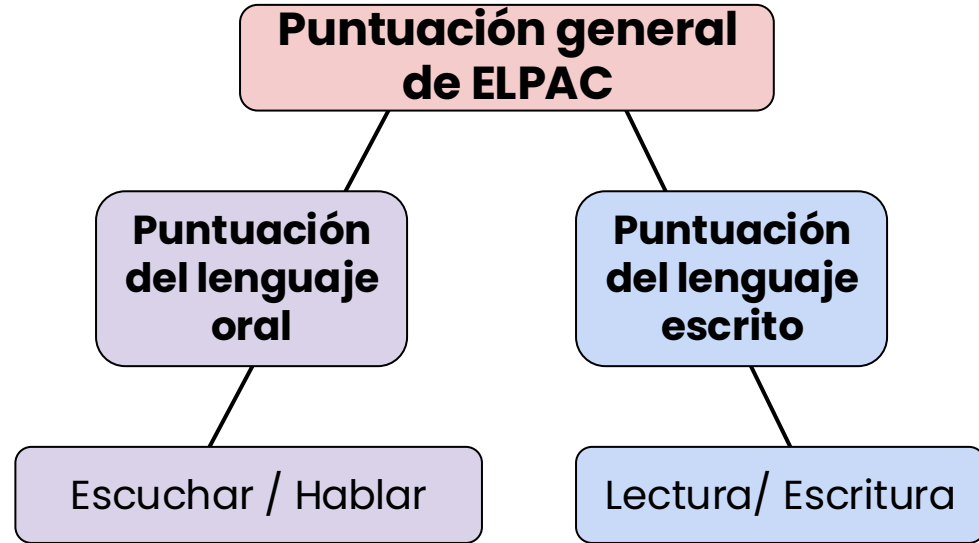 Puntuación general
de ELPAC
Puntuación
del lenguaje
oral
Puntuación
del lenguaje
escrito
Escuchar / Hablar
Lectura/ Escritura